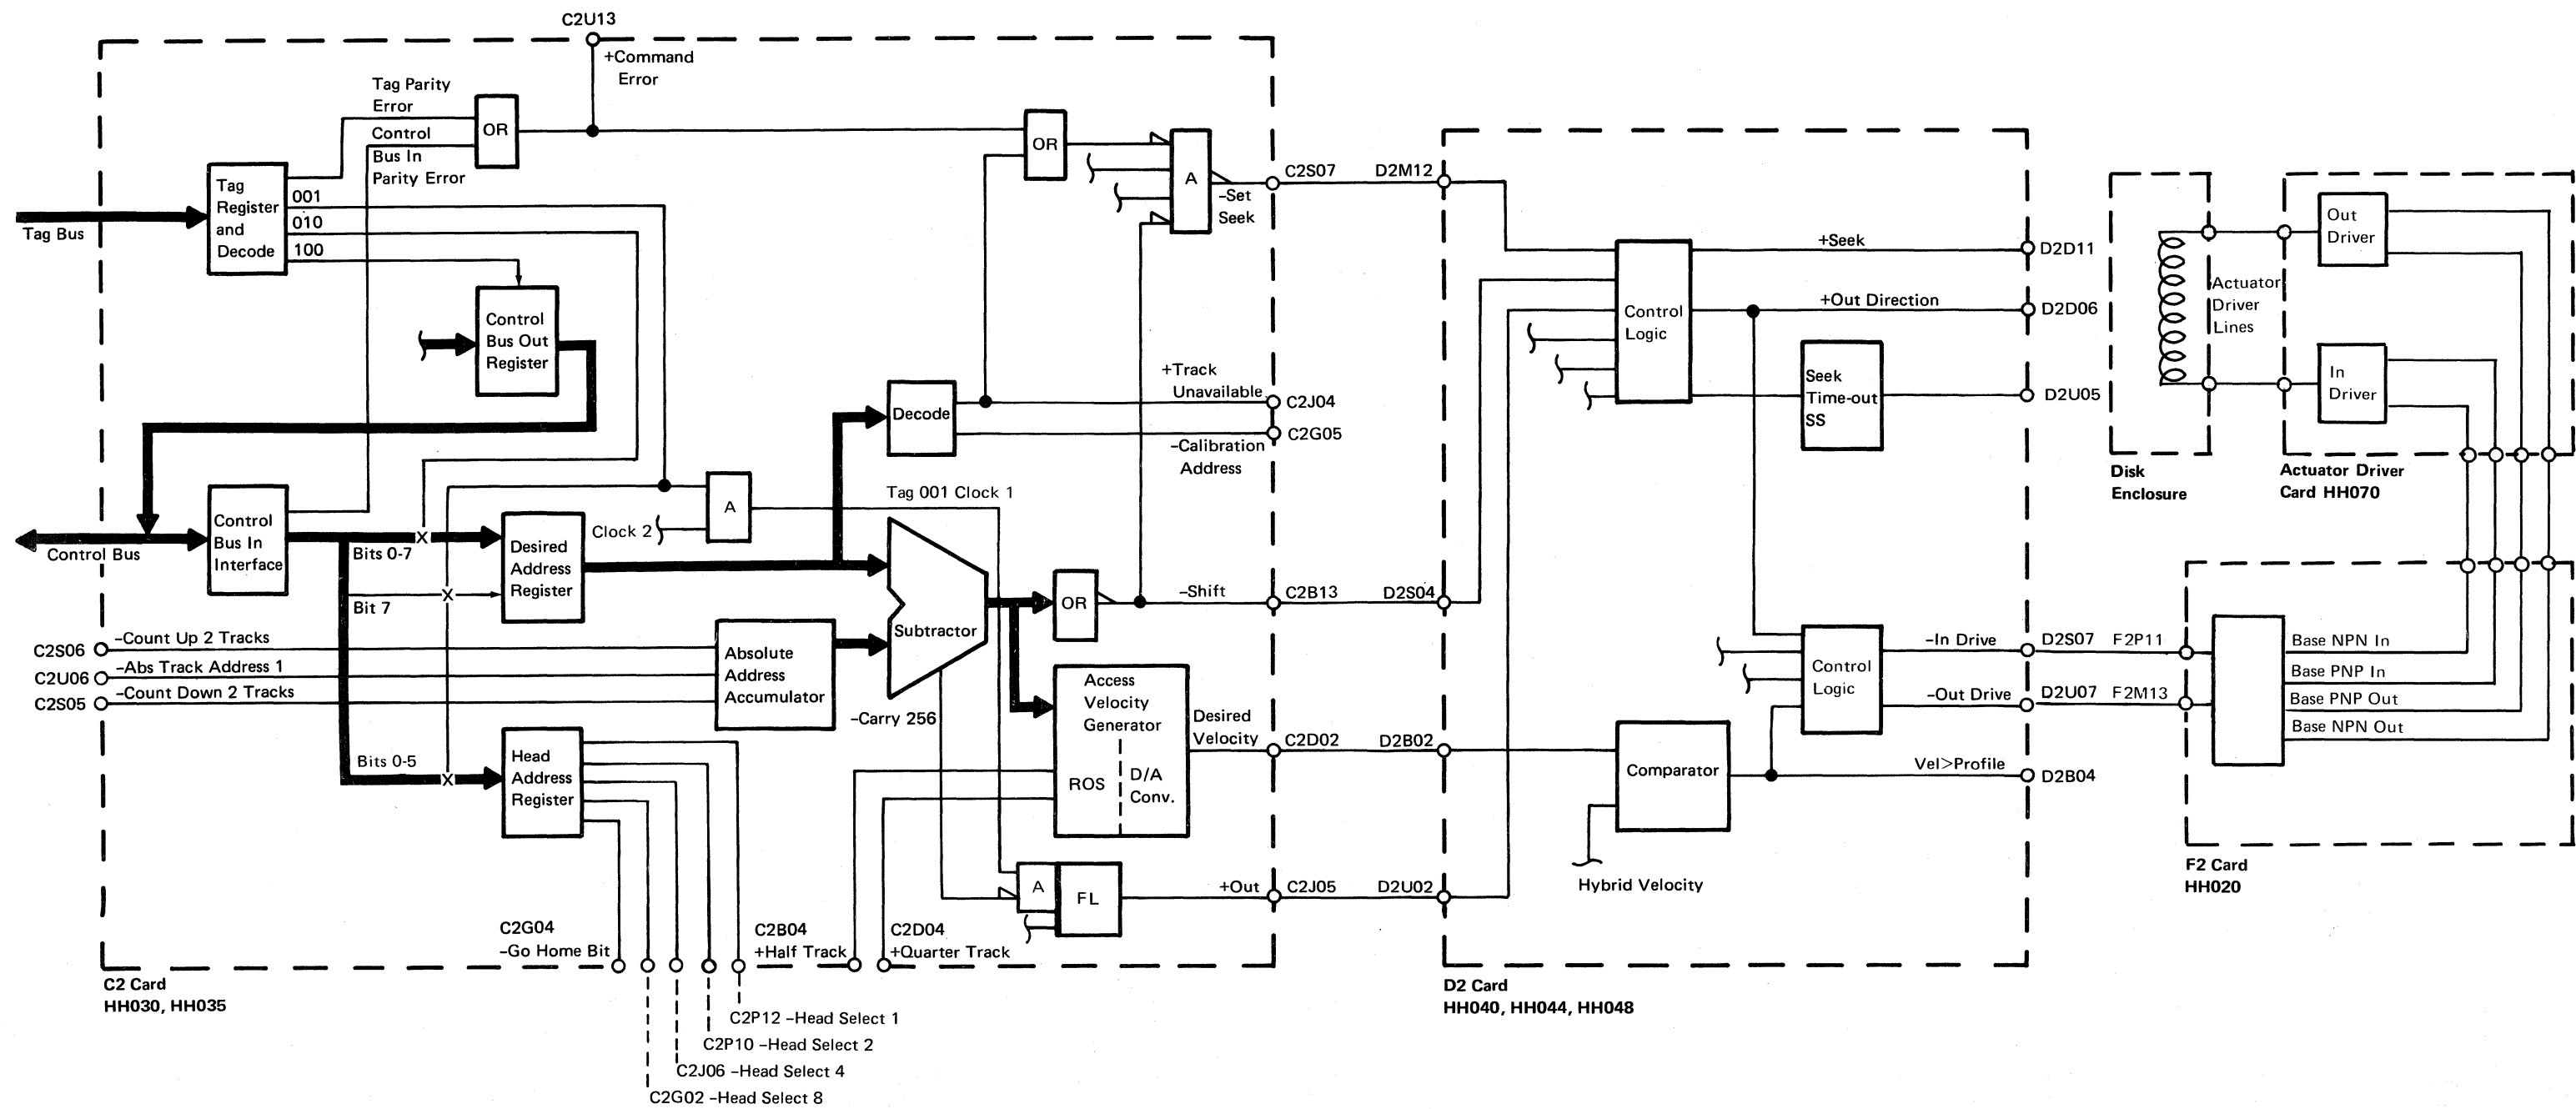 C2U13
+Command
Error
Tag Parity
Error
Control
Bus In
Parity Error
OR
OR
A
C2S07
D2M12
–Set
Seek
Tag
Register
and
Decode
001
010
100
Tag Bus
Control
Bus Out
Register
+Track
Unavailable
C2J04
C2G05
–Calibration
Address
Decode
Tag 001 Clock 1
A
Clock 2
Control
Bus In
Interface
Control Bus
Bits 0-7
X
Desired
Address
Register
Bit 7
X
Subtractor
OR
–Shift
C2B13
D2S04
C2S06
–Count Up 2 Tracks
C2U06
–Abs Track Address 1
C2S05
–Count Down 2 Tracks
Absolute
Address
Accumulator
–Carry 256
Access
Velocity
Generator
ROS
D/A
Conv.
Desired
Velocity
C2D02
D2B02
Bits 0-5
X
Head
Address
Register
A
FL
+Out
C2J05
D2U02
C2G04
–Go Home Bit
C2B04
+Half Track
C2D04
+Quarter Track
C2 Card
HH030, HH035
C2P12 –Head Select 1
C2P10 –Head Select 2
C2J06 –Head Select 4
C2G02 –Head Select 8
Control
Logic
+Seek
D2D11
+Out Direction
D2D06
Seek
Time-out
SS
D2U05
Control
Logic
–In Drive
D2S07
F2P11
–Out Drive
D2U07
F2M13
Comparator
Vel>Profile
D2B04
Hybrid Velocity
D2 Card
HH040, HH044, HH048
Out
Driver
Actuator
Driver
Lines
In
Driver
Disk
Enclosure
Actuator Driver
Card HH070
Base NPN In
Base PNP In
Base PNP Out
Base NPN Out
F2 Card
HH020